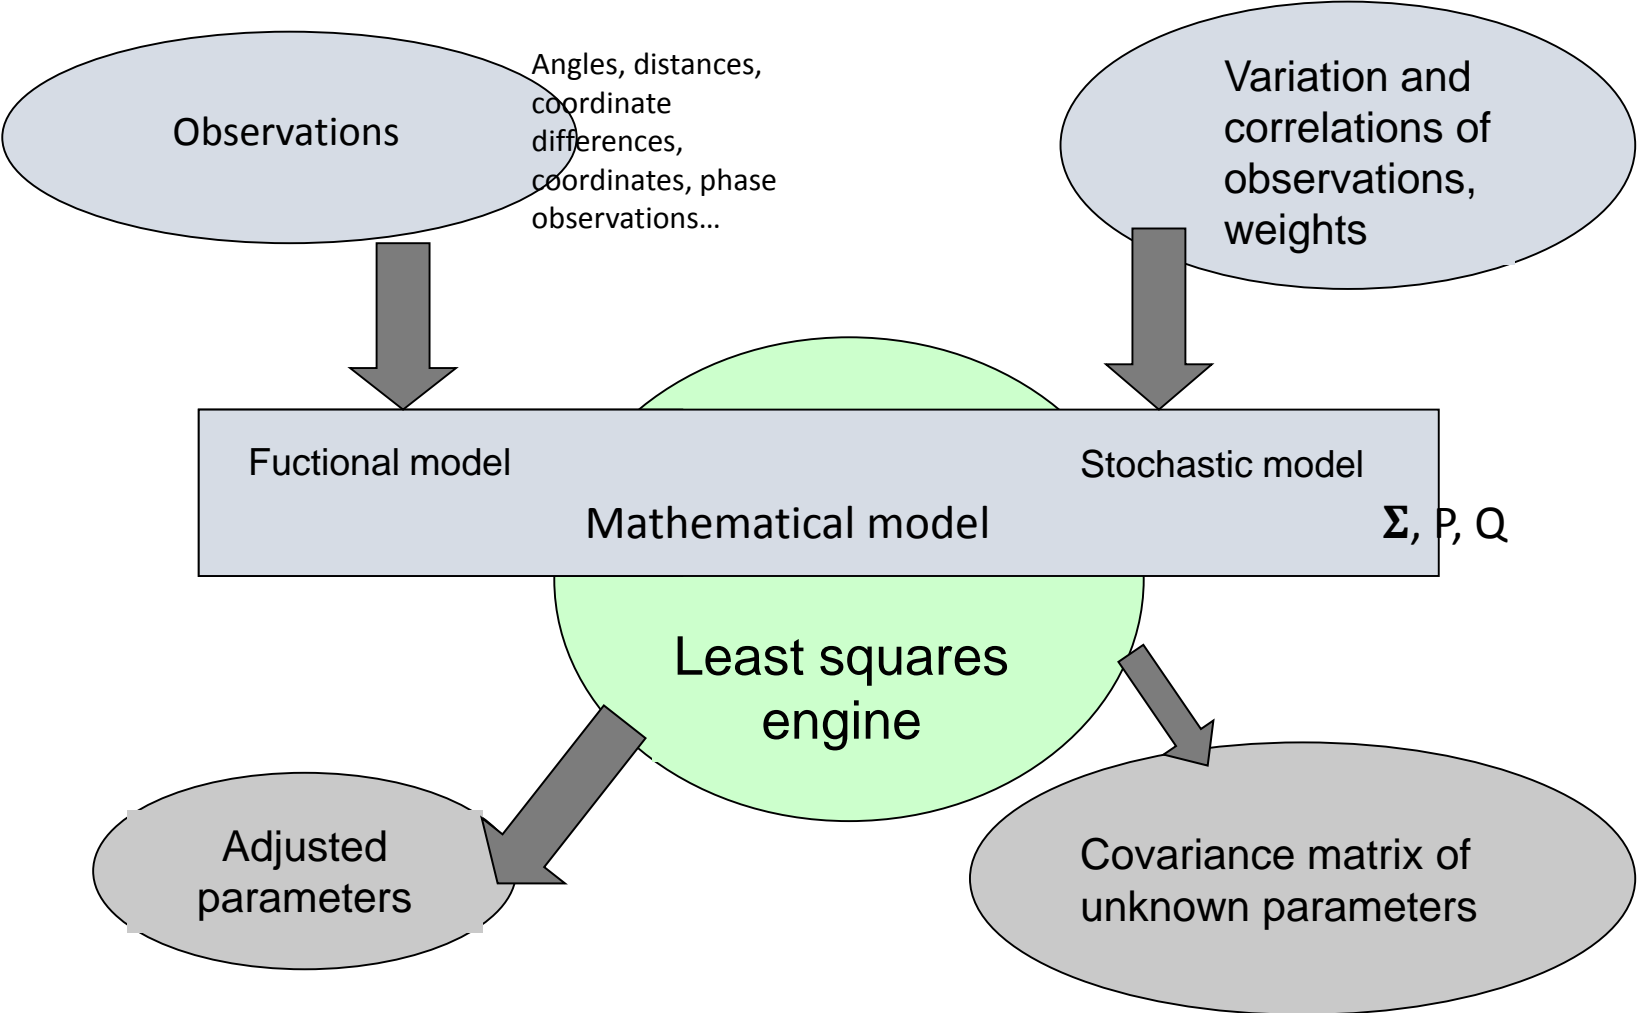 Observations
Angles, distances,
coordinate
differences,
coordinates, phase
observations...
Variation and
correlations of
observations,
weights
Fuctional model
Stochastic model
Mathematical model
Σ, P, Q
Least squares
engine
Adjusted
parameters
Covariance matrix of
unknown parameters